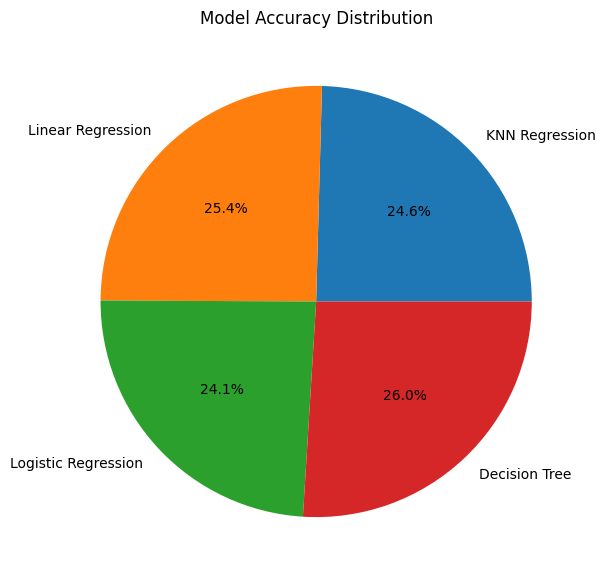 Model Accuracy Distribution
KNN Regression
24.6%
Linear Regression
25.4%
Logistic Regression
24.1%
Decision Tree
26.0%